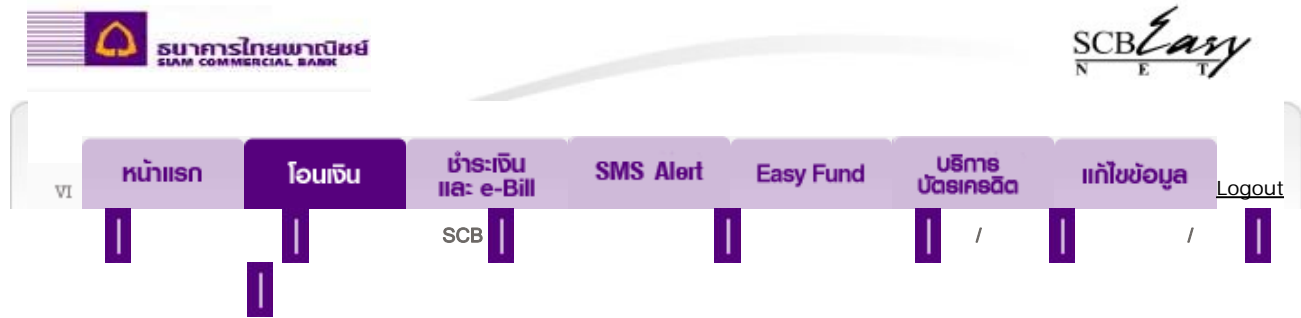 ธนาคารไทยพาณิชย์
SIAM COMMERCIAL BANK
SCB Easy
N E T
VI
หน้าแรก
โอนเงิน
ชำระเงิน
และ e-Bill
SMS Alert
Easy Fund
บริการ
บัตรเครดิต
แก้ไขข้อมูล
Logout
SCB / /